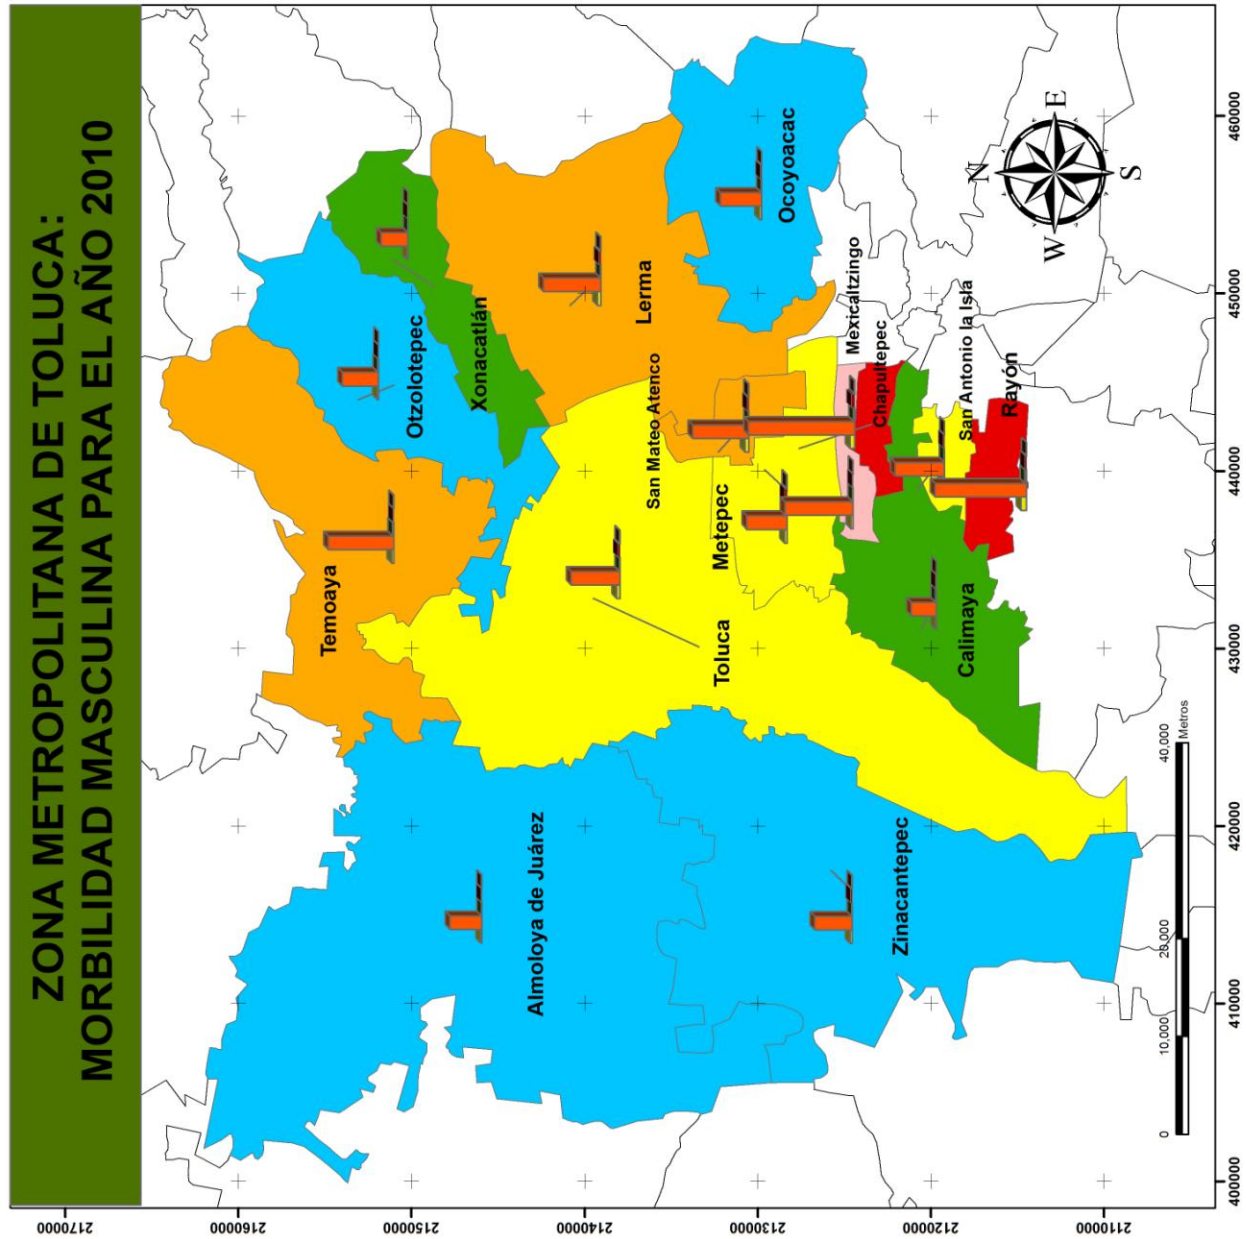 ZONA METROPOLITANA DE TOLUCA:
MORBILIDAD MASCULINA PARA EL AÑO 2010
Temoaya
Otzolotepec
Xonacatlán
Lerma
Almoloya de Juárez
Toluca
San Mateo Atenco
Metepec
Ocoyoacac
Zinacantepec
Mexicaltzingo
Chapultepec
San Antonio la Isla
Rayón
Calimaya
N
W
E
S
0
10,000
20,000
40,000
Metros
2170000
2160000
2150000
2140000
2130000
2120000
2110000
400000
410000
420000
430000
440000
450000
460000